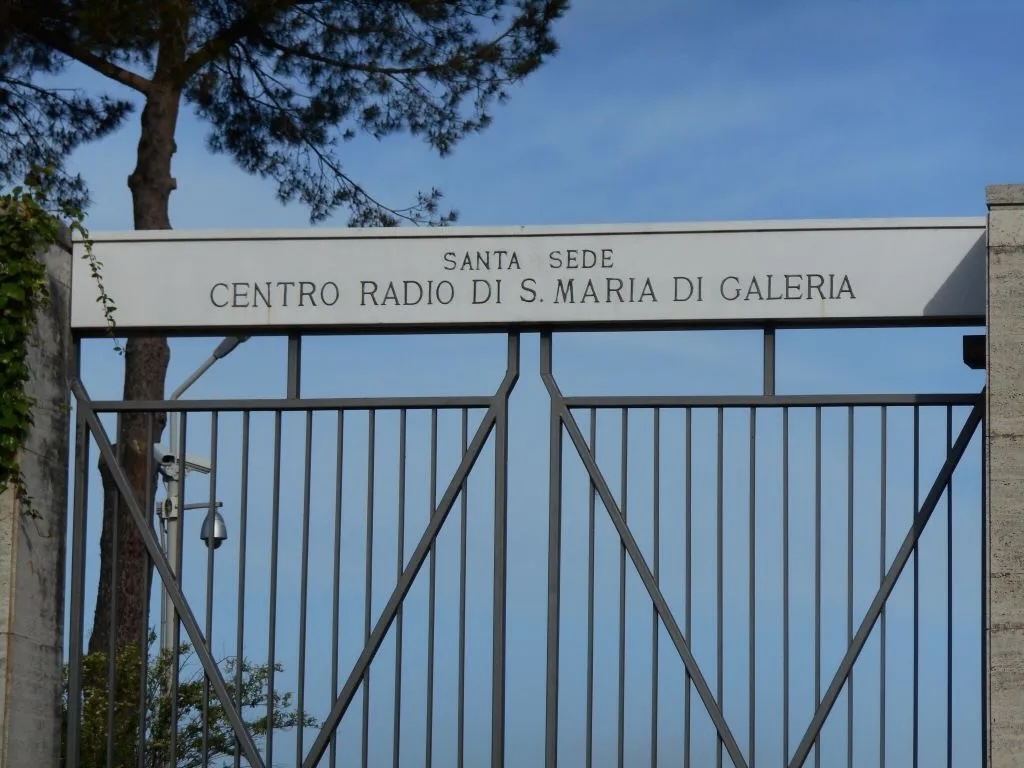 SANTA SEDE
CENTRO RADIO DI S. MARIA DI GALERIA